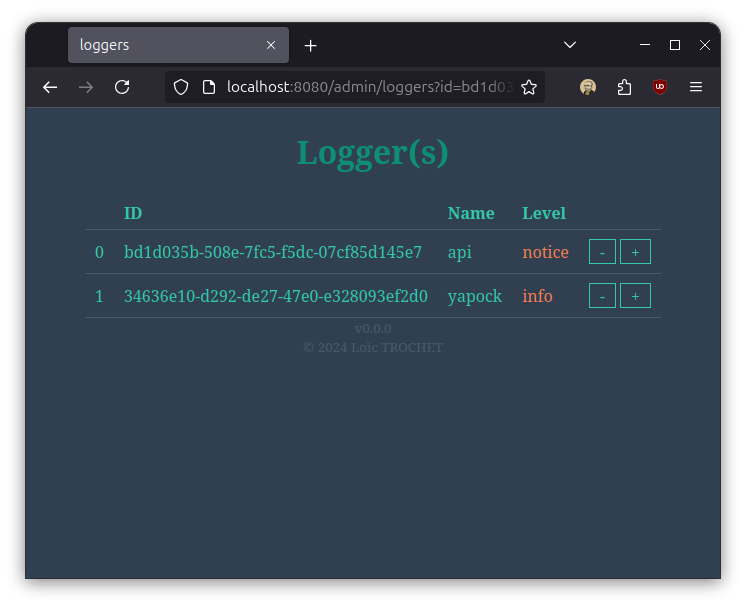 loggers
localhost:8080/admin/loggers?id=bd1d03
Logger(s)
ID Name Level
0 bd1d035b-508e-7fc5-f5dc-07cf85d145e7 api notice - +
1 34636e10-d292-de27-47e0-e328093ef2d0 yapock info - +
v0.0.0
© 2024 Loïc TROCHET